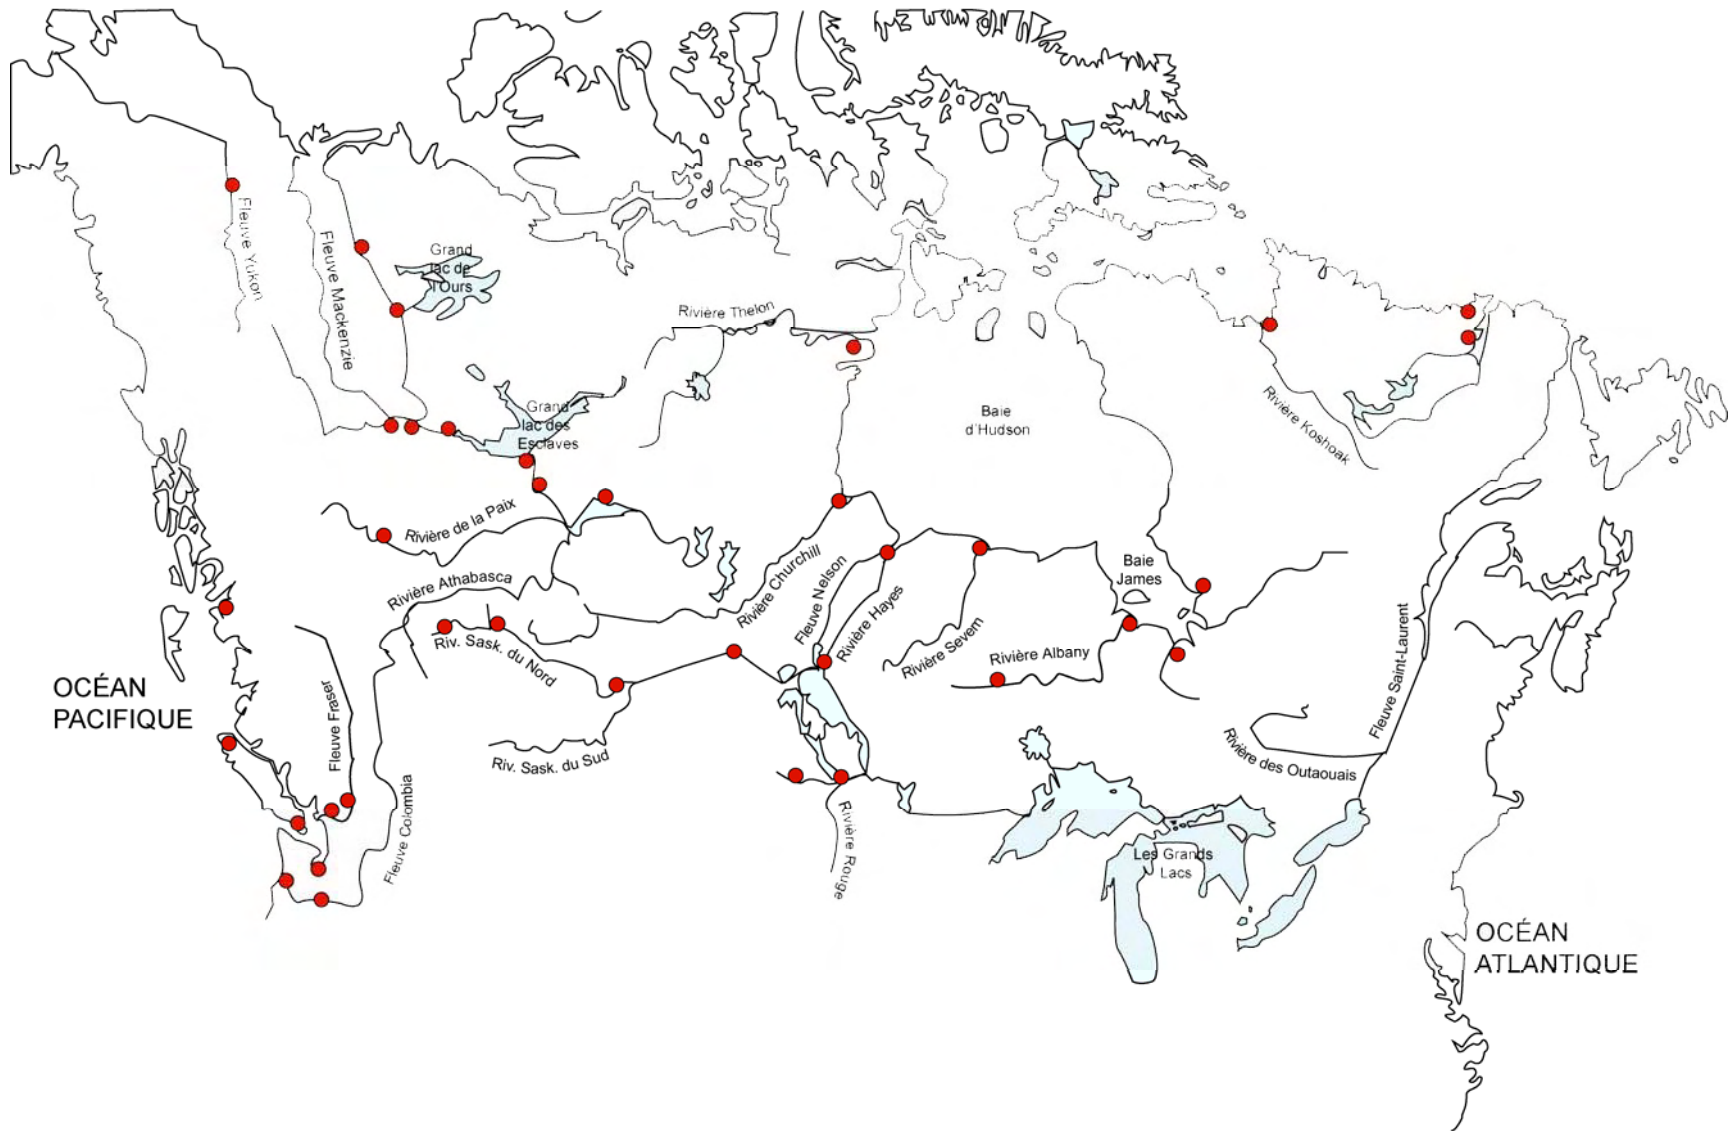 Fleuve Yukon
Fleuve Mackenzie
Grand
lac de
l'Ours
Rivière Thelon
Grand
lac des
Esclaves
Baie
d'Hudson
Rivière Koshoak
Rivière de la Paix
Rivière Athabasca
Riv. Sask. du Nord
Riv. Sask. du Sud
Rivière Churchill
Fleuve Nelson
Rivière Hayes
Rivière Severn
Rivière Albany
Baie
James
Fleuve Saint-Laurent
Rivière des Outaouais
OCÉAN
PACIFIQUE
Fleuve Fraser
Fleuve Colombia
Rivière Rouge
Les Grands
Lacs
OCÉAN
ATLANTIQUE